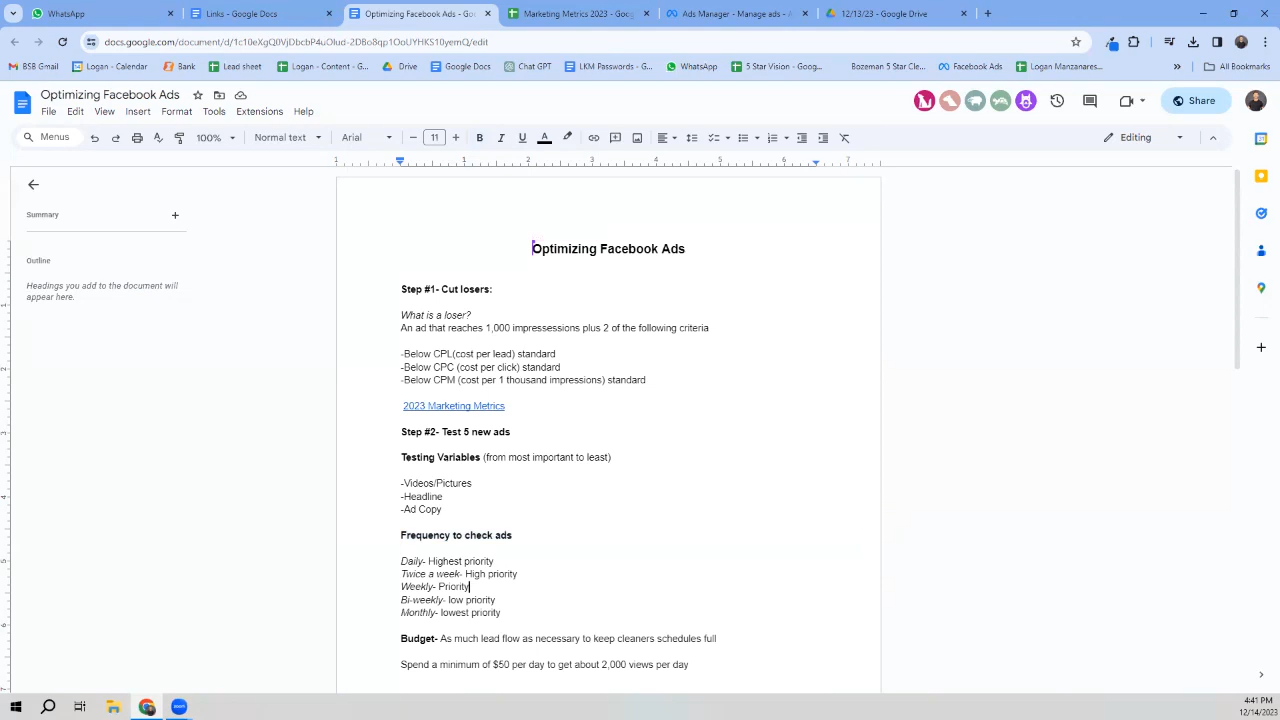 WhatsApp
Links - Google Docs
Optimizing Facebook Ads - Goo
Marketing Metrics 2023 - Goog
Ads Manager - Manage ads - A
12/13/23 - Google Drive
docs.google.com/document/d/1c10eXgQ0VjDbcbP4uOlud-2DBo8qp1OoUYHKS10yemQ/edit
BSB Gmail
Logan - Calendar
Bank
Lead sheet
Logan - Content - G...
Drive
Google Docs
Chat GPT
LKM Passwords - G...
WhatsApp
5 Star Vision - Goog...
Bozeman 5 Star Cle...
Facebook Ads
Logan Manzanares...
All Bookmarks
Optimizing Facebook Ads
File Edit View Insert Format Tools Extensions Help
Share
Menus
100%
Normal text
Arial
11
Editing
1 1 2 3 4 5 6 7
Summary
Outline
Headings you add to the document will
appear here.
Optimizing Facebook Ads
Step #1- Cut losers:
What is a loser?
An ad that reaches 1,000 impressessions plus 2 of the following criteria
-Below CPL(cost per lead) standard
-Below CPC (cost per click) standard
-Below CPM (cost per 1 thousand impressions) standard
2023 Marketing Metrics
Step #2- Test 5 new ads
Testing Variables (from most important to least)
-Videos/Pictures
-Headline
-Ad Copy
Frequency to check ads
Daily- Highest priority
Twice a week- High priority
Weekly- Priority
Bi-weekly- low priority
Monthly- lowest priority
Budget- As much lead flow as necessary to keep cleaners schedules full
Spend a minimum of $50 per day to get about 2,000 views per day
zoom
4:41 PM
12/14/2023